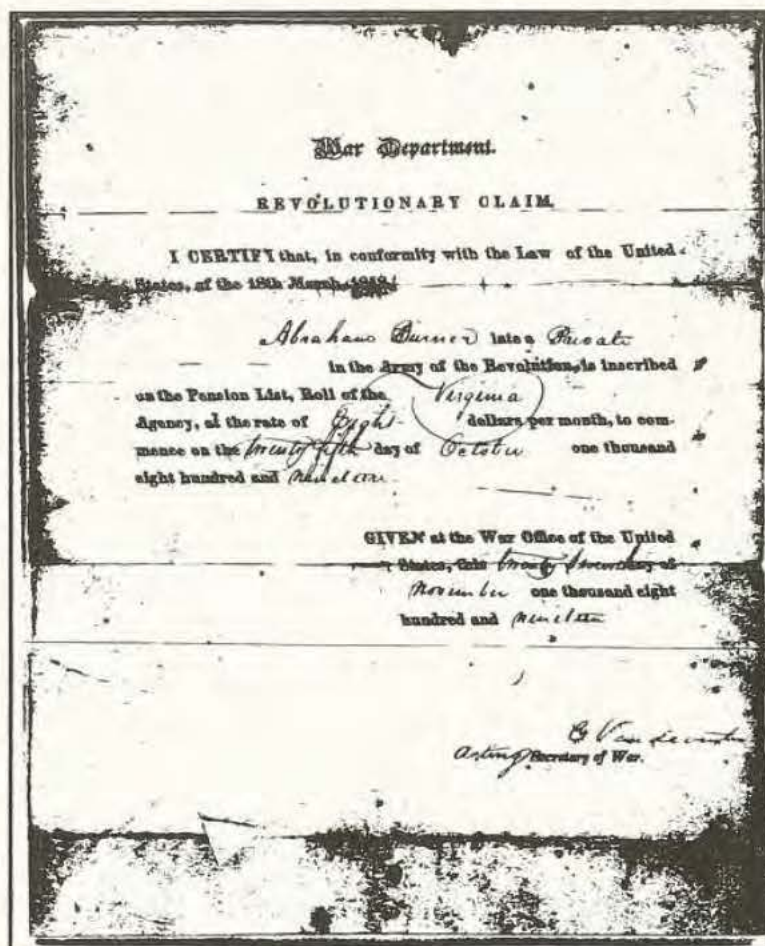 War Department.
REVOLUTIONARY CLAIM.
I CERTIFY that, in conformity with the Law of the United
States, of the 18th March, 1818,
Abraham Burner late a Private
in the Army of the Revolution, is inscribed
on the Pension List, Roll of the Virginia
Agency, at the rate of Eight dollars per month, to com-
mence on the twenty fifth day of October one thousand
eight hundred and nineteen.
GIVEN at the War Office of the United
States, this twenty day of
November one thousand eight
hundred and nineteen
Acting Secretary of War.